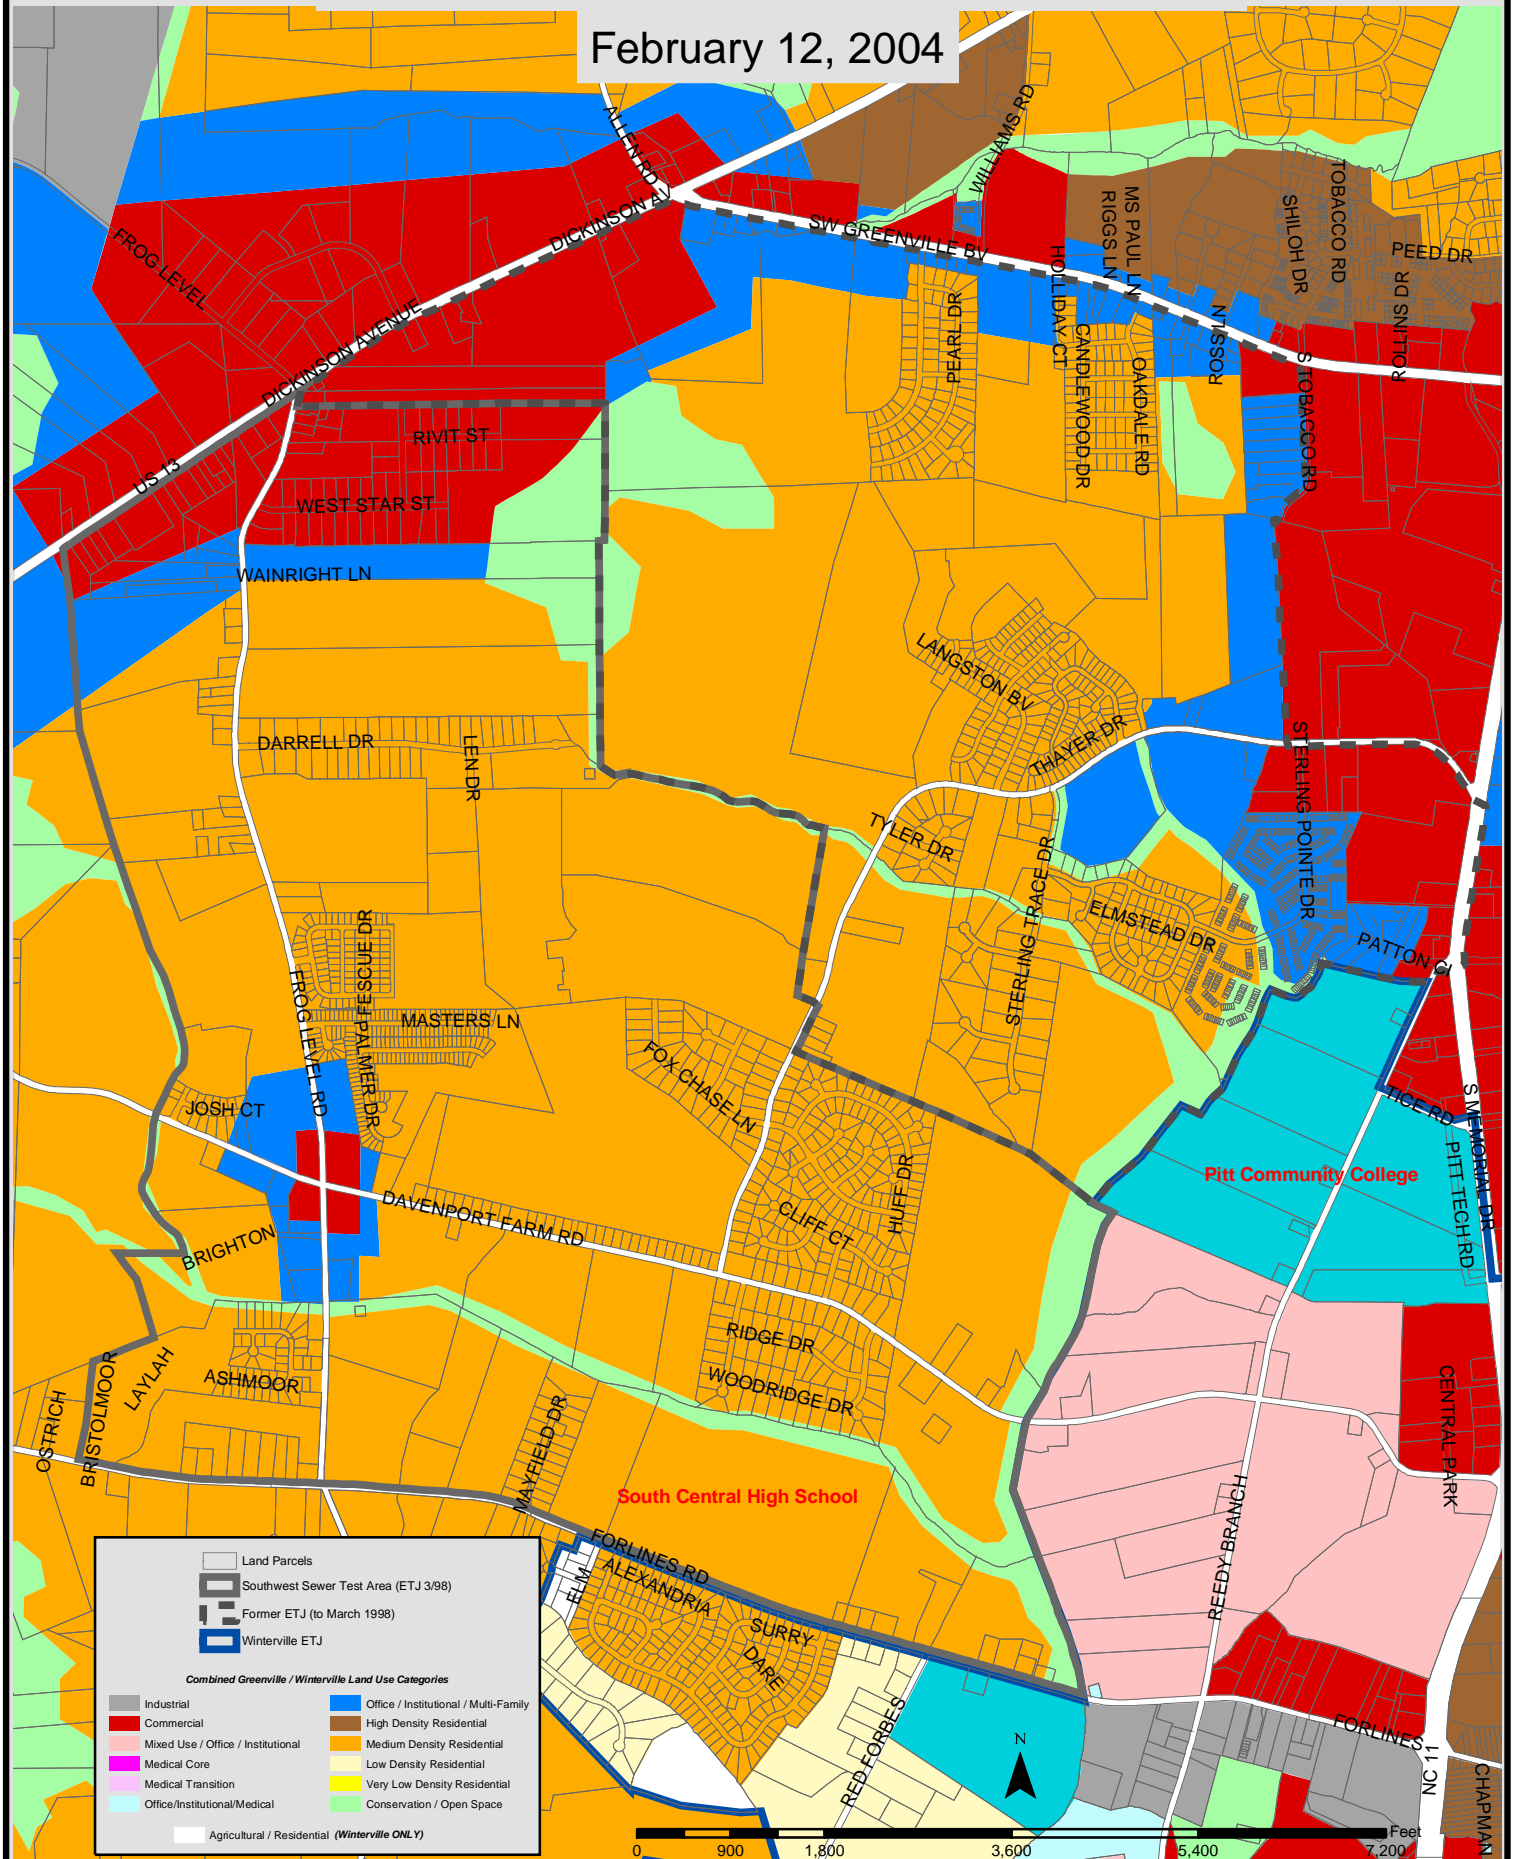 February 12, 2004
ALLEN RD
WILLIAMS RD
DICKINSON AV
SW GREENVILLE BV
MS PAUL LN
RIGGS LN
TOBACCO RD
SHILOH DR
PEED DR
FROG LEVEL
HOLLIDAY CT
ROLLINS DR
DICKINSON AVENUE
PEARL DR
CANDLEWOOD DR
OAKDALE RD
ROSS LN
S TOBACCO RD
RIVIT ST
US 13
WEST STAR ST
WAINRIGHT LN
LANGSTON BV
DARRELL DR
LEN DR
THAYER DR
STERLING POINTE DR
TYLER DR
STERLING TRACE DR
ELMSTEAD DR
PATTON CI
FESCUE DR
FROG LEVEL RD
PALMER DR
MASTERS LN
FOX CHASE LN
JOSH CT
TICE RD
S MEMORIAL DR
PITT TECH RD
Pitt Community College
HUFF DR
DAVENPORT FARM RD
CLIFF CT
BRIGHTON
RIDGE DR
WOODRIDGE DR
LAYLAH
ASHMOOR
BRISTOLMOOR
OSTRICH
MAYFIELD DR
CENTRAL PARK
South Central High School
REEDY BRANCH
FORLINES RD
ELM
ALEXANDRIA
SURRY
DARE
RED FORBES
FORLINES
NC 11
CHAPMAN
Land Parcels
Southwest Sewer Test Area (ETJ 3/98)
Former ETJ (to March 1998)
Winterville ETJ
Combined Greenville / Winterville Land Use Categories
Industrial
Commercial
Mixed Use / Office / Institutional
Medical Core
Medical Transition
Office/Institutional/Medical
Office / Institutional / Multi-Family
High Density Residential
Medium Density Residential
Low Density Residential
Very Low Density Residential
Conservation / Open Space
Agricultural / Residential (Winterville ONLY)
N
Feet
0 900 1,800 3,600 5,400 7,200